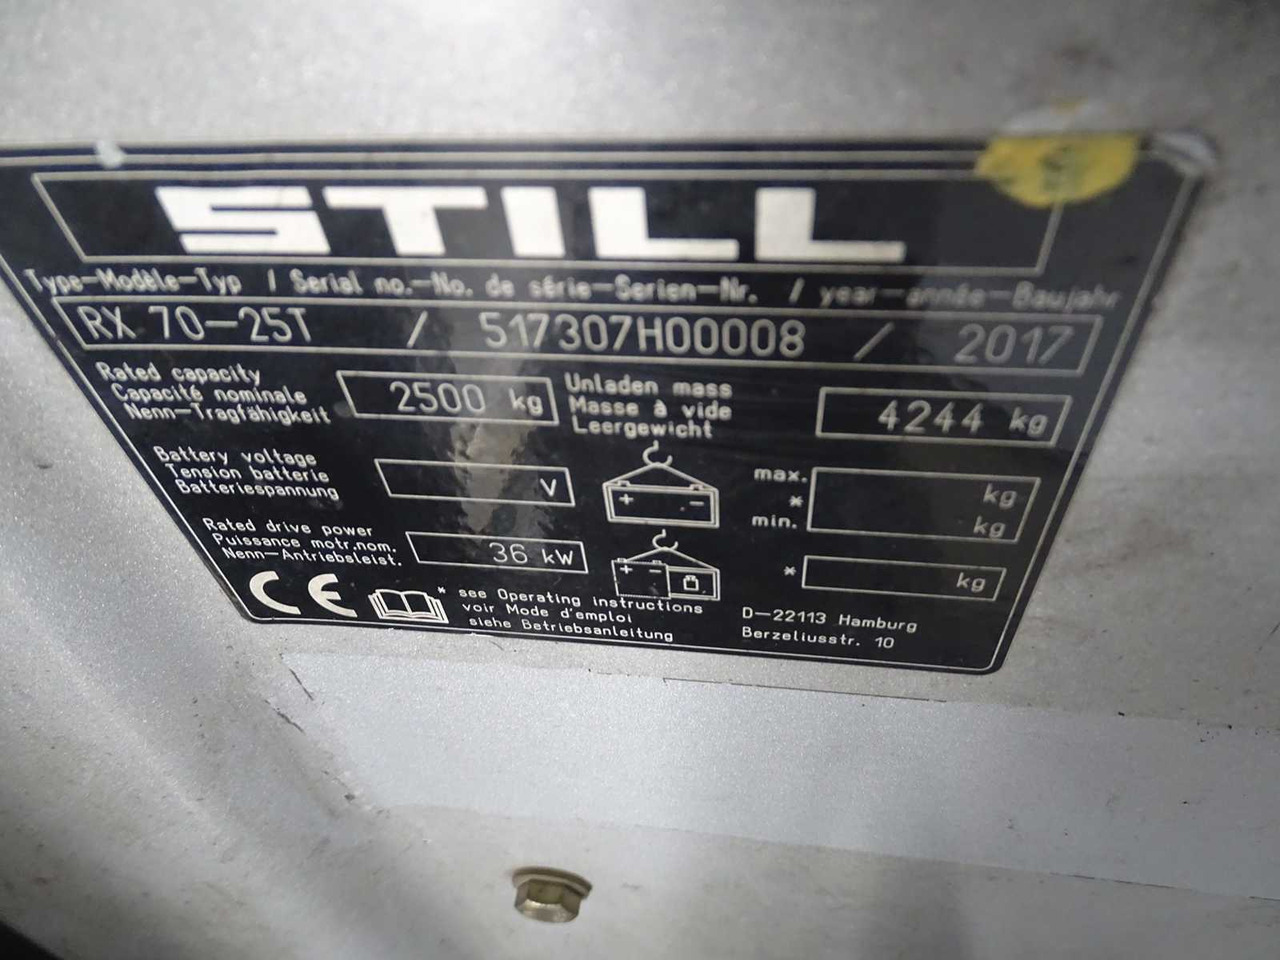 STILL
Type-Modèle-Typ / Serial no.-No. de série-Serien-Nr. / year-année-Baujahr
RX 70-25T / 517307H00008 / 2017
Rated capacity
Capacité nominale
Nenn-Tragfähigkeit
2500 kg
Unladen mass
Masse à vide
Leergewicht
4244 kg
Battery voltage
Tension batterie
Batteriespannung
V
+ -
max.
*
min.
kg
kg
Rated drive power
Puissance motr.nom.
Nenn-Antriebsleist.
36 kW
+ -
* kg
CE
* see Operating instructions
voir Mode d'emploi
siehe Betriebsanleitung
D-22113 Hamburg
Berzeliusstr. 10